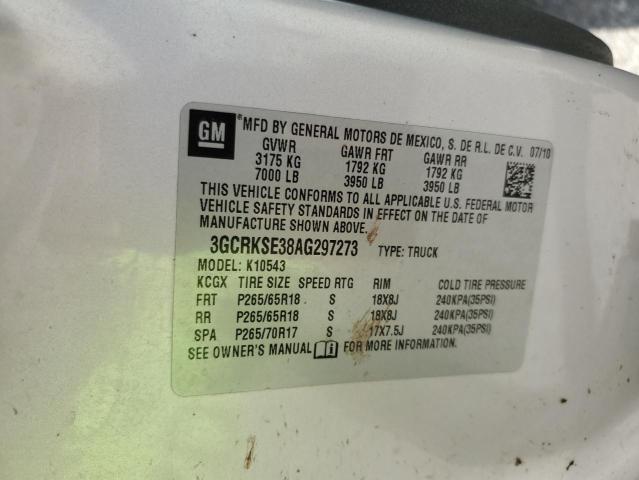 GM ®MFD BY GENERAL MOTORS DE MEXICO, S. DE R.L. DE C.V. 07/10
GVWR GAWR FRT GAWR RR
3175 KG 1792 KG 1792 KG
7000 LB 3950 LB 3950 LB
THIS VEHICLE CONFORMS TO ALL APPLICABLE U.S. FEDERAL MOTOR
VEHICLE SAFETY STANDARDS IN EFFECT ON THE DATE OF
MANUFACTURE SHOWN ABOVE.
3GCRKSE38AG297273 TYPE: TRUCK
MODEL: K10543
KCGX TIRE SIZE SPEED RTG RIM COLD TIRE PRESSURE
FRT P265/65R18 S 18X8J 240KPA(35PSI)
RR P265/65R18 S 18X8J 240KPA(35PSI)
SPA P265/70R17 S 17X7.5J 240KPA(35PSI)
SEE OWNER'S MANUAL FOR MORE INFORMATION.